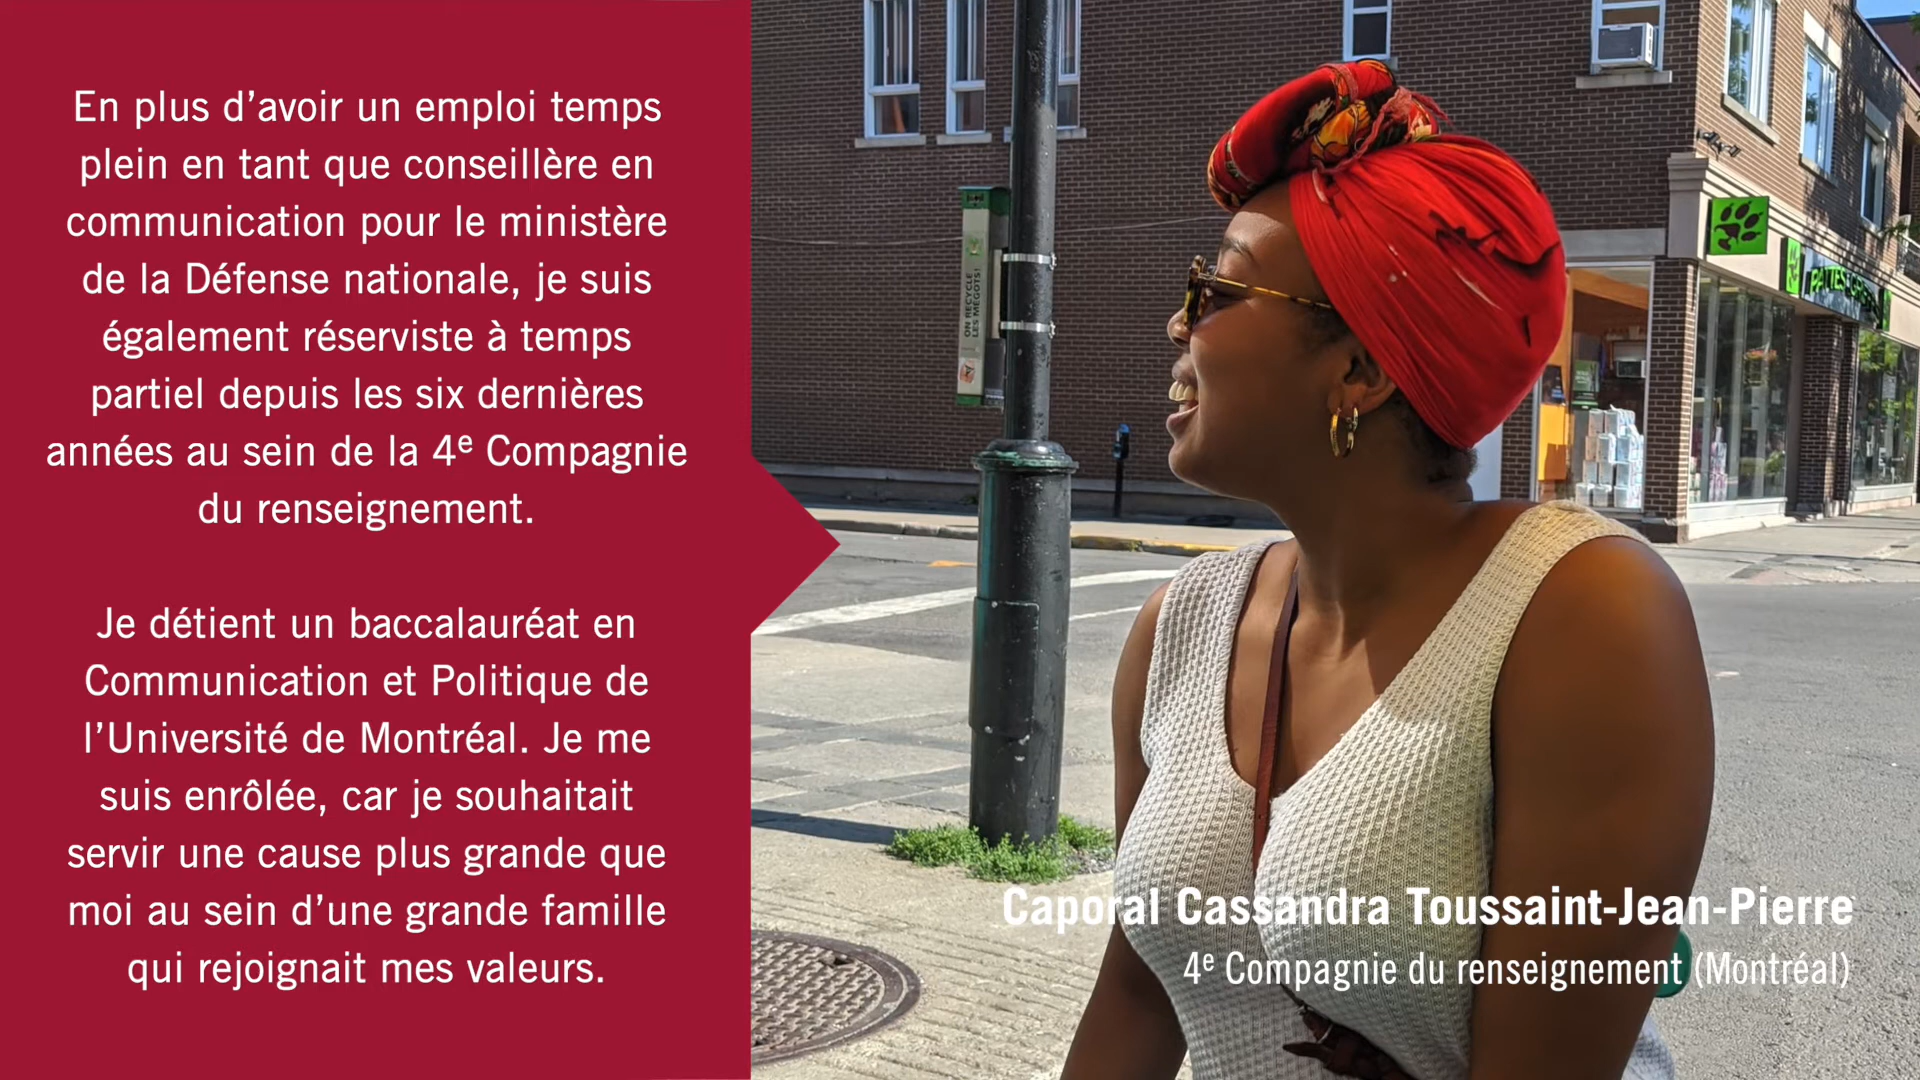 En plus d’avoir un emploi temps
plein en tant que conseillère en
communication pour le ministère
de la Défense nationale, je suis
également réserviste à temps
partiel depuis les six dernières
années au sein de la 4e Compagnie
du renseignement.
Je détient un baccalauréat en
Communication et Politique de
l’Université de Montréal. Je me
suis enrôlée, car je souhaitait
servir une cause plus grande que
moi au sein d’une grande famille
qui rejoignait mes valeurs.
ON RECYCLE
LES MÉGOTS!
Caporal Cassandra Toussaint-Jean-Pierre
4e Compagnie du renseignement (Montréal)